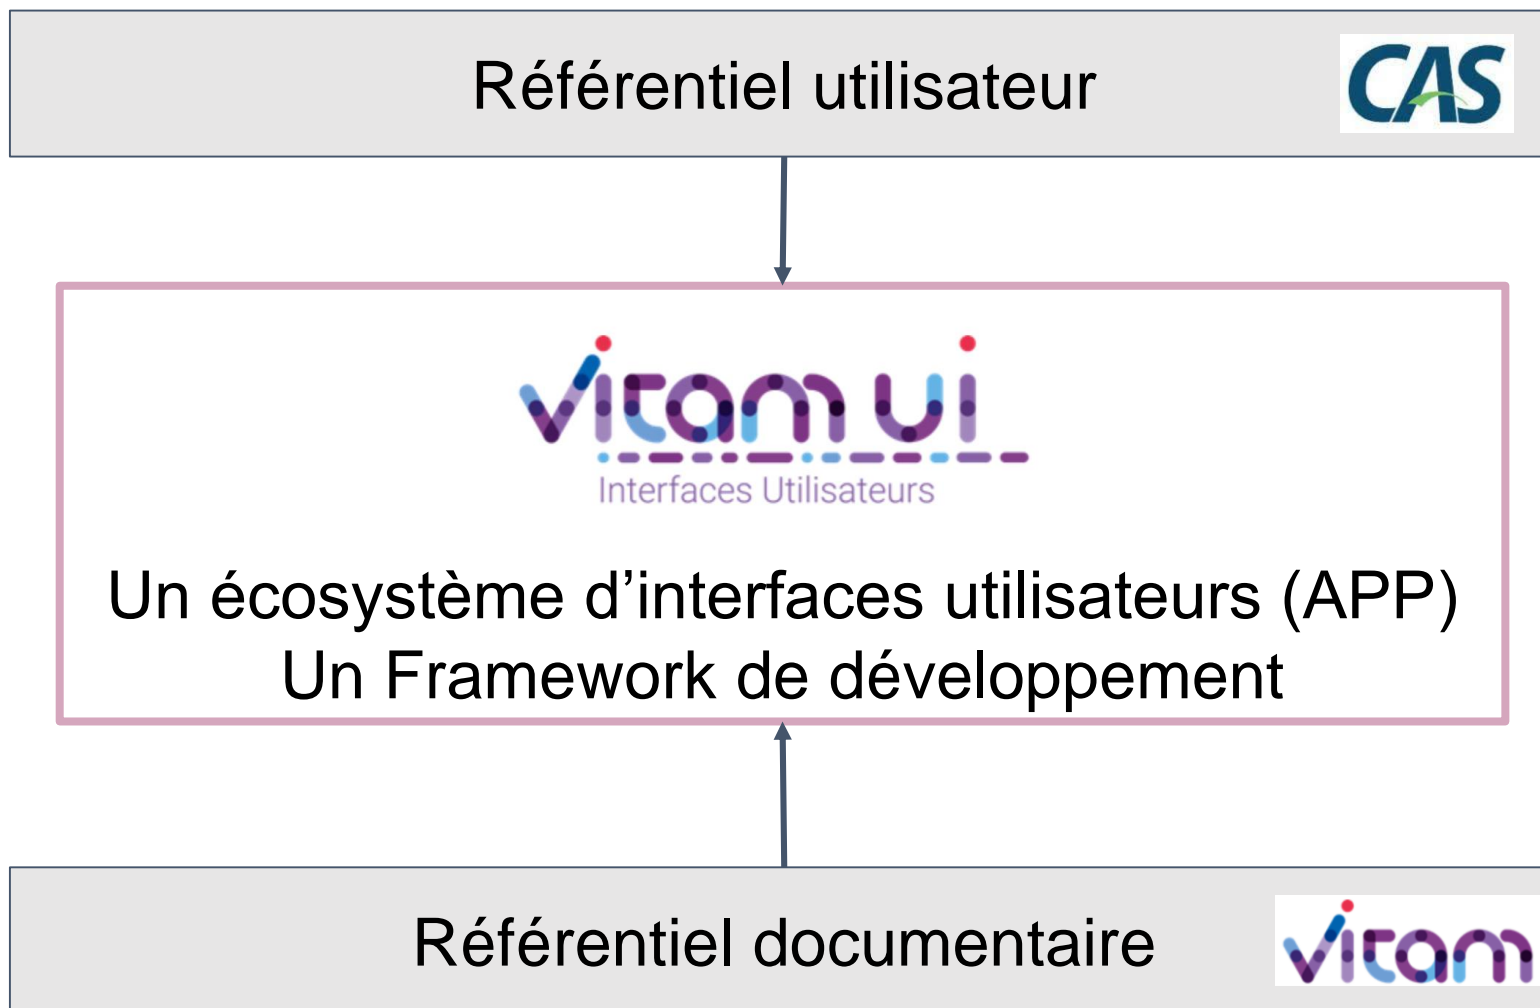 Référentiel utilisateur
CAS
vitam ui
Interfaces Utilisateurs
Un écosystème d’interfaces utilisateurs (APP)
Un Framework de développement
Référentiel documentaire
vitam